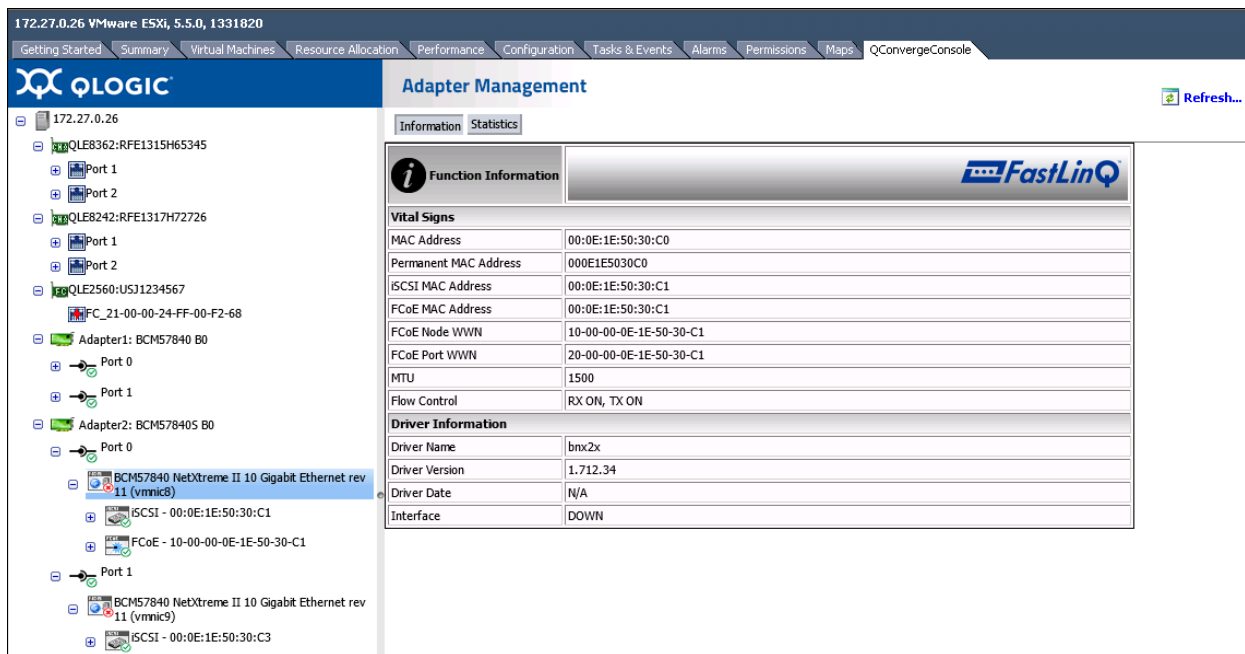 172.27.0.26 VMware ESXi, 5.5.0, 1331820
Getting Started Summary Virtual Machines Resource Allocation Performance Configuration Tasks & Events Alarms Permissions Maps QConvergeConsole
QLOGIC
172.27.0.26
QLE8362:RFE1315H65345
Port 1
Port 2
QLE8242:RFE1317H72726
Port 1
Port 2
QLE2560:USJ1234567
FC_21-00-00-24-FF-00-F2-68
Adapter1: BCM57840 B0
Port 0
Port 1
Adapter2: BCM57840S B0
Port 0
BCM57840 NetXtreme II 10 Gigabit Ethernet rev
11 (vmnic8)
iSCSI - 00:0E:1E:50:30:C1
FCoE - 10-00-00-0E-1E-50-30-C1
Port 1
BCM57840 NetXtreme II 10 Gigabit Ethernet rev
11 (vmnic9)
iSCSI - 00:0E:1E:50:30:C3
Adapter Management
Refresh...
Information Statistics
Function Information
FastLinQ
Vital Signs
MAC Address 00:0E:1E:50:30:C0
Permanent MAC Address 000E1E5030C0
iSCSI MAC Address 00:0E:1E:50:30:C1
FCoE MAC Address 00:0E:1E:50:30:C1
FCoE Node WWN 10-00-00-0E-1E-50-30-C1
FCoE Port WWN 20-00-00-0E-1E-50-30-C1
MTU 1500
Flow Control RX ON, TX ON
Driver Information
Driver Name bnx2x
Driver Version 1.712.34
Driver Date N/A
Interface DOWN